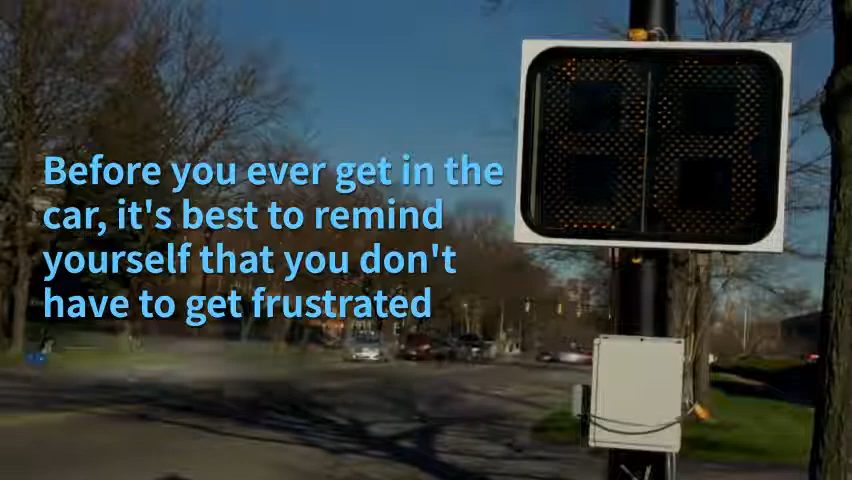 Before you ever get in the
car, it's best to remind
yourself that you don't
have to get frustrated